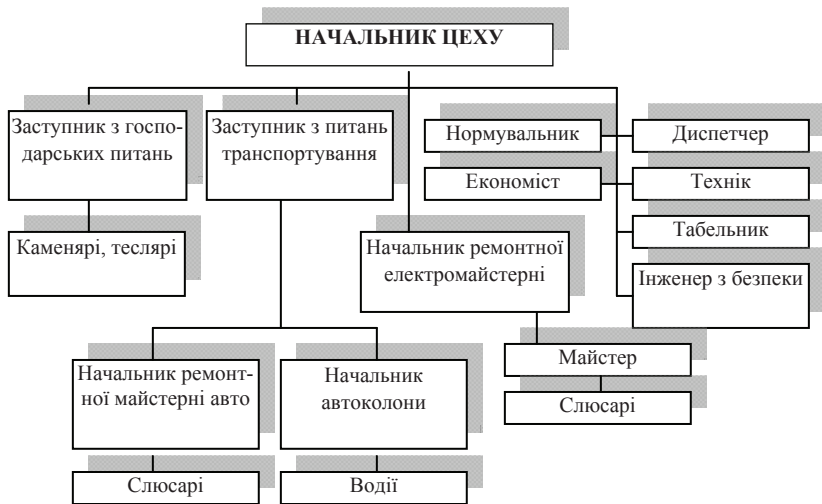 НАЧАЛЬНИК ЦЕХУ
Заступник з госпо-
дарських питань
Заступник з питань
транспортування
Нормувальник
Диспетчер
Економіст
Технік
Каменярі, теслярі
Начальник ремонтної
електромайстерні
Табельник
Інженер з безпеки
Начальник ремонт-
ної майстерні авто
Начальник
автоколони
Майстер
Слюсарі
Слюсарі
Водії